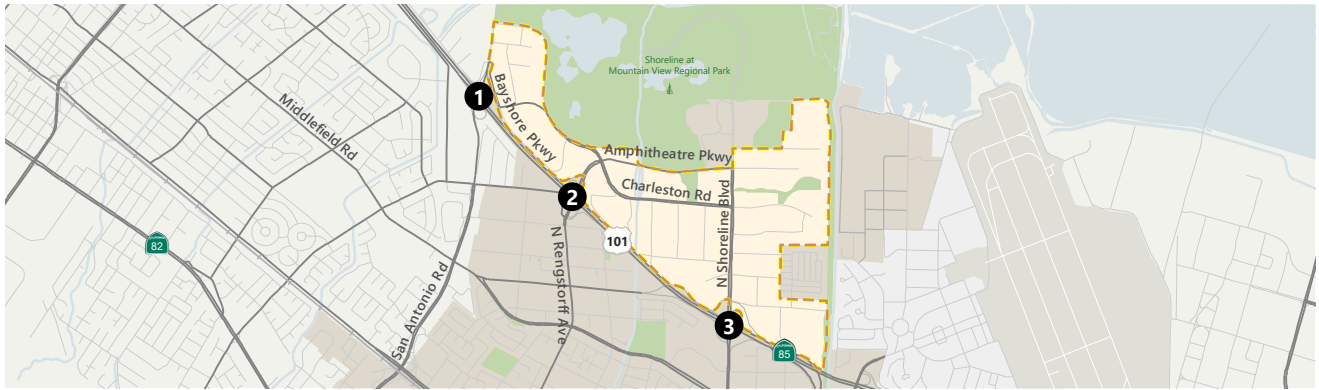 Shoreline at
Mountain View Regional Park
1
Bayshore Pkwy
Middlefield Rd
Amphitheatre Pkwy
2
Charleston Rd
N Shoreline Blvd
101
82
N Rengstorff Ave
San Antonio Rd
3
85